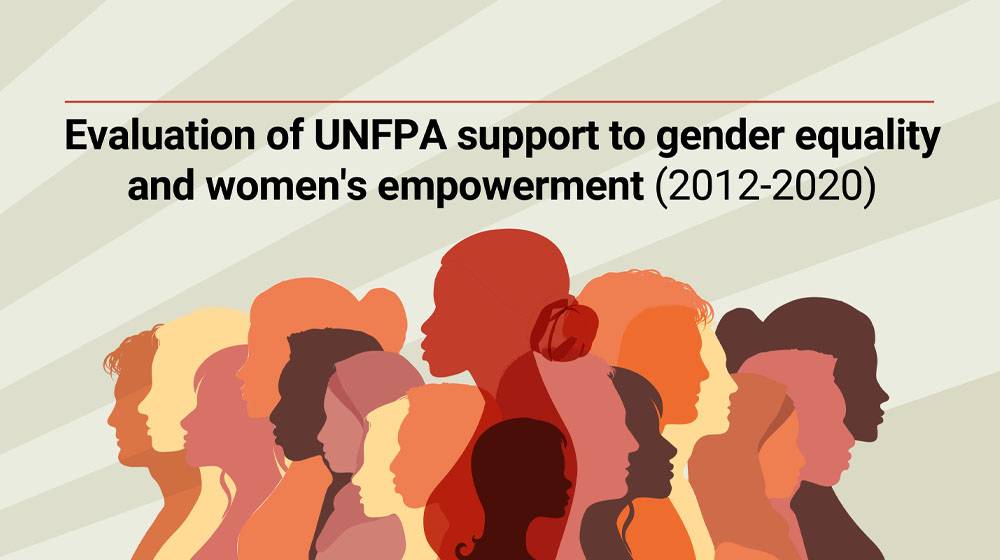 Evaluation of UNFPA support to gender equality
and women's empowerment (2012-2020)